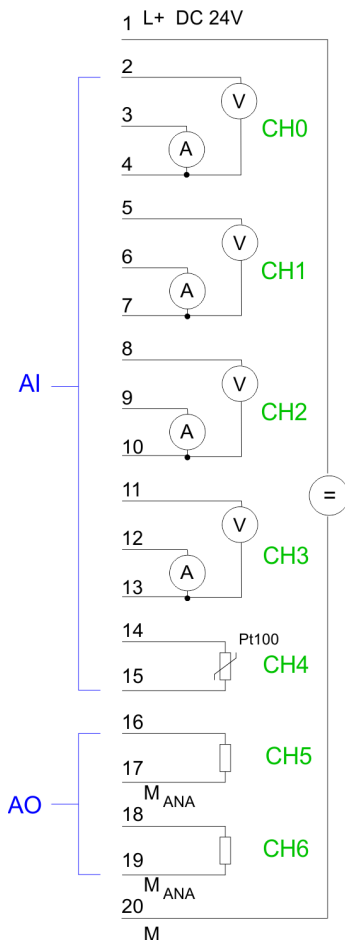 1 L+ DC 24V
2
V
3
CH0
A
4
5
V
6
CH1
A
7
8
V
AI
9
CH2
A
10
11
=
V
12
CH3
A
13
14
Pt100
CH4
15
16
CH5
17
M ANA
AO
18
CH6
19
M ANA
20
M